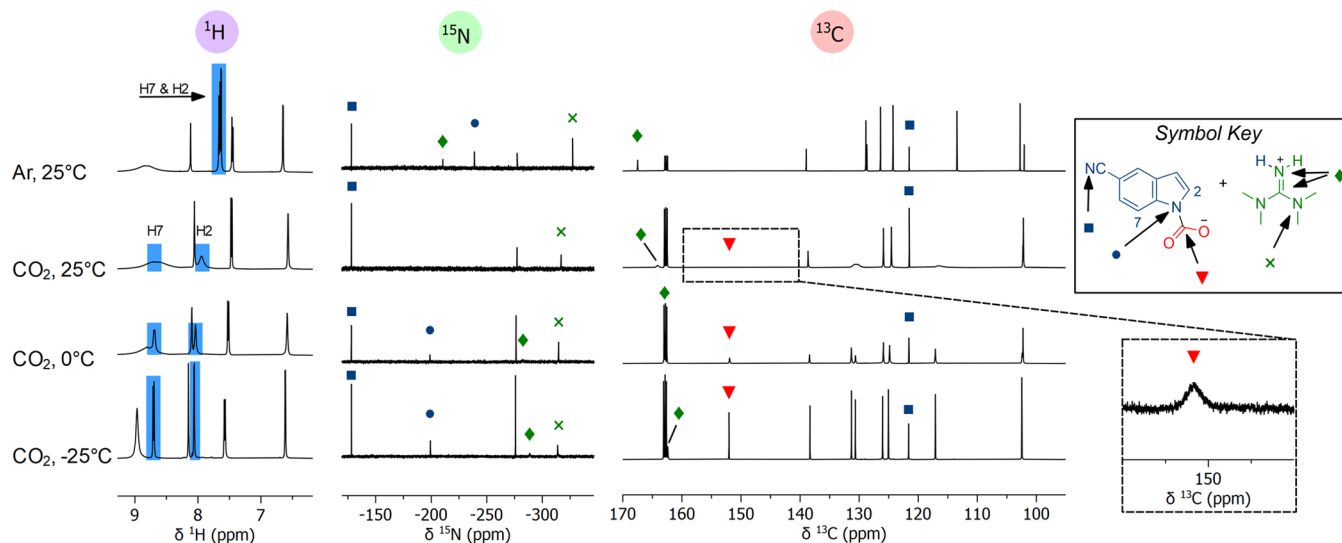 ¹H
¹⁵N
¹³C
H7 & H2
Ar, 25°C
H7
H2
CO₂, 25°C
CO₂, 0°C
CO₂, -25°C
9 8 7
δ ¹H (ppm)
-150 -200 -250 -300
δ ¹⁵N (ppm)
170 160 150 140 130 120 110 100
δ ¹³C (ppm)
Symbol Key
NC
2
N
7
O
O⁻
+
H N⁺ H
N N
150
δ ¹³C (ppm)